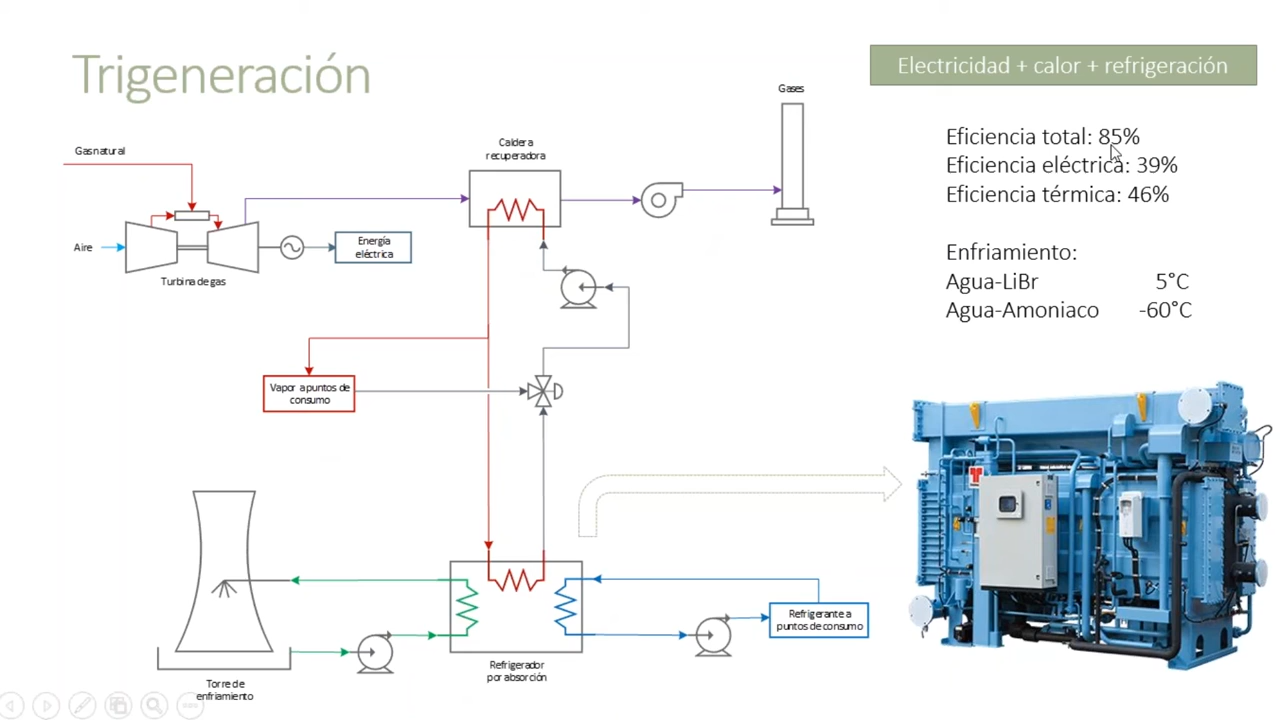 Trigeneración
Electricidad + calor + refrigeración
Eficiencia total: 85%
Eficiencia eléctrica: 39%
Eficiencia térmica: 46%
Enfriamiento:
Agua-LiBr 5°C
Agua-Amoniaco -60°C
Gas natural
Aire
Turbina de gas
Energía
eléctrica
Caldera
recuperadora
Gases
Vapor a puntos de
consumo
Torre de
enfriamiento
Refrigerador
por absorción
Refrigerante a
puntos de consumo